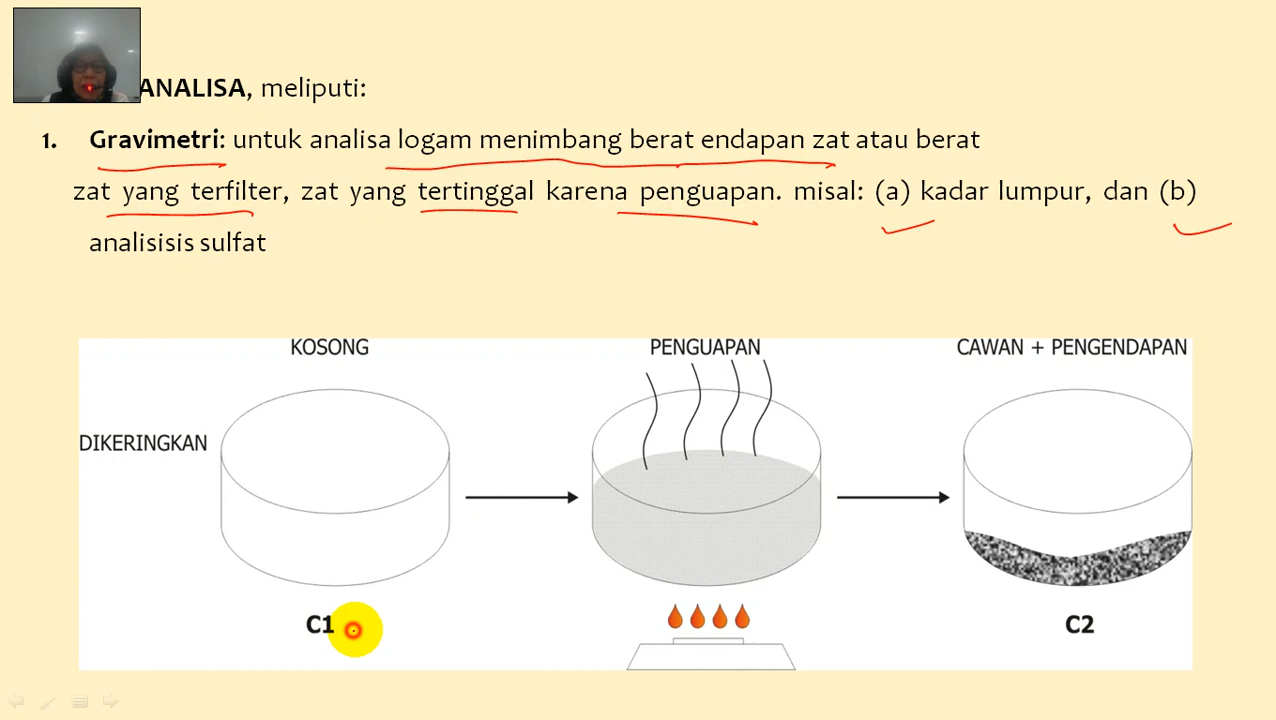 ANALISA, meliputi:
1. Gravimetri: untuk analisa logam menimbang berat endapan zat atau berat
zat yang terfilter, zat yang tertinggal karena penguapan. misal: (a) kadar lumpur, dan (b)
analisisis sulfat
KOSONG
PENGUAPAN
CAWAN + PENGENDAPAN
DIKERINGKAN
C1
C2